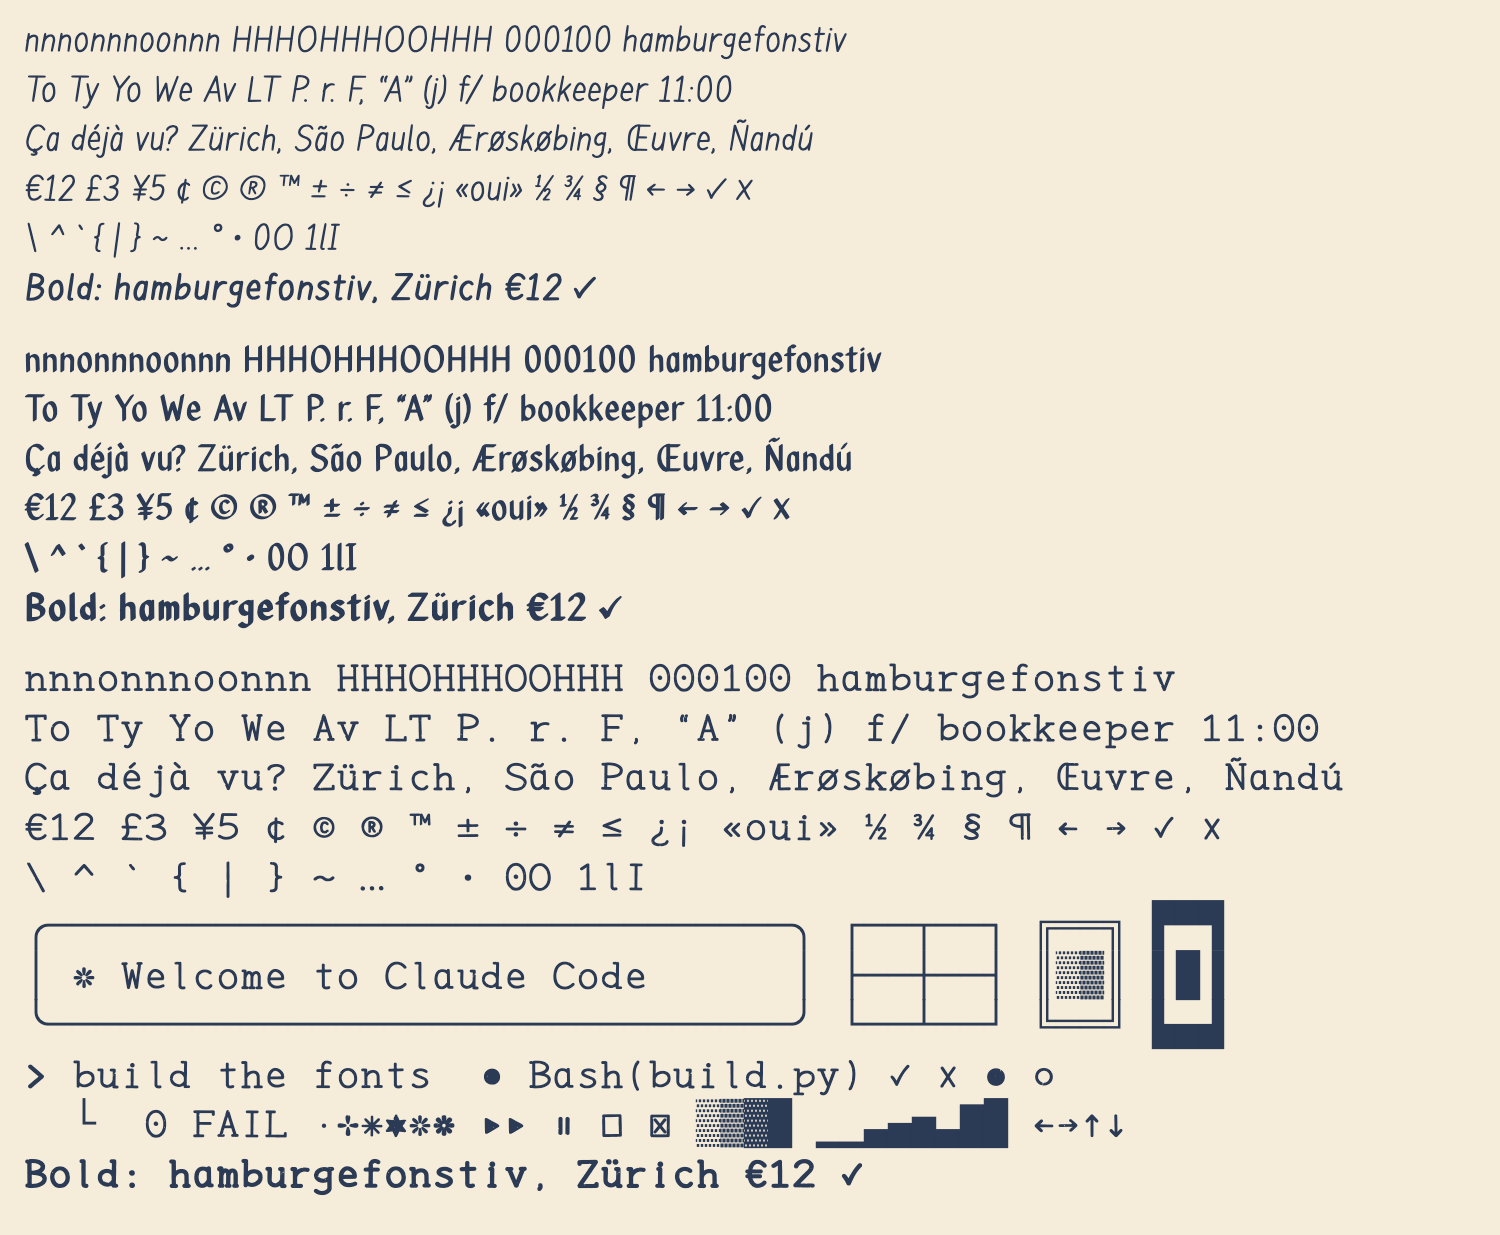 nnnonnnoonnn HHHOHHHOOHHH 000100 hamburgefonstiv
To Ty Yo We Av LT P. r. F, “A” (j) f/ bookkeeper 11:00
Ça déjà vu? Zürich, São Paulo, Ærøskøbing, Œuvre, Ñandú
€12 £3 ¥5 ¢ © ® ™ ± ÷ ≠ ≤ ¿¡ «oui» ½ ¾ § ¶ ← → ✓ ✗
\ ^ ` { | } ~ … ° · 0O 1lI
Bold: hamburgefonstiv, Zürich €12 ✓
nnnonnnoonnn HHHOHHHOOHHH 000100 hamburgefonstiv
To Ty Yo We Av LT P. r. F, “A” (j) f/ bookkeeper 11:00
Ça déjà vu? Zürich, São Paulo, Ærøskøbing, Œuvre, Ñandú
€12 £3 ¥5 ¢ © ® ™ ± ÷ ≠ ≤ ¿¡ «oui» ½ ¾ § ¶ ← → ✓ ✗
\ ^ ` { | } ~ … ° · 0O 1lI
Bold: hamburgefonstiv, Zürich €12 ✓
nnnonnnoonnn HHHOHHHOOHHH 000100 hamburgefonstiv
To Ty Yo We Av LT P. r. F, “A” (j) f/ bookkeeper 11:00
Ça déjà vu? Zürich, São Paulo, Ærøskøbing, Œuvre, Ñandú
€12 £3 ¥5 ¢ © ® ™ ± ÷ ≠ ≤ ¿¡ «oui» ½ ¾ § ¶ ← → ✓ ✗
\ ^ ` { | } ~ … ° · 0O 1lI
✻ Welcome to Claude Code
> build the fonts ● Bash(build.py) ✓ ✗ ● ○
└ 0 FAIL ·✢✳✶✻✽ ▶▶ ⏸ ☐ ☒ ░▒▓█ ▁▁▃▄▅▃▇█ ←→↑↓
Bold: hamburgefonstiv, Zürich €12 ✓